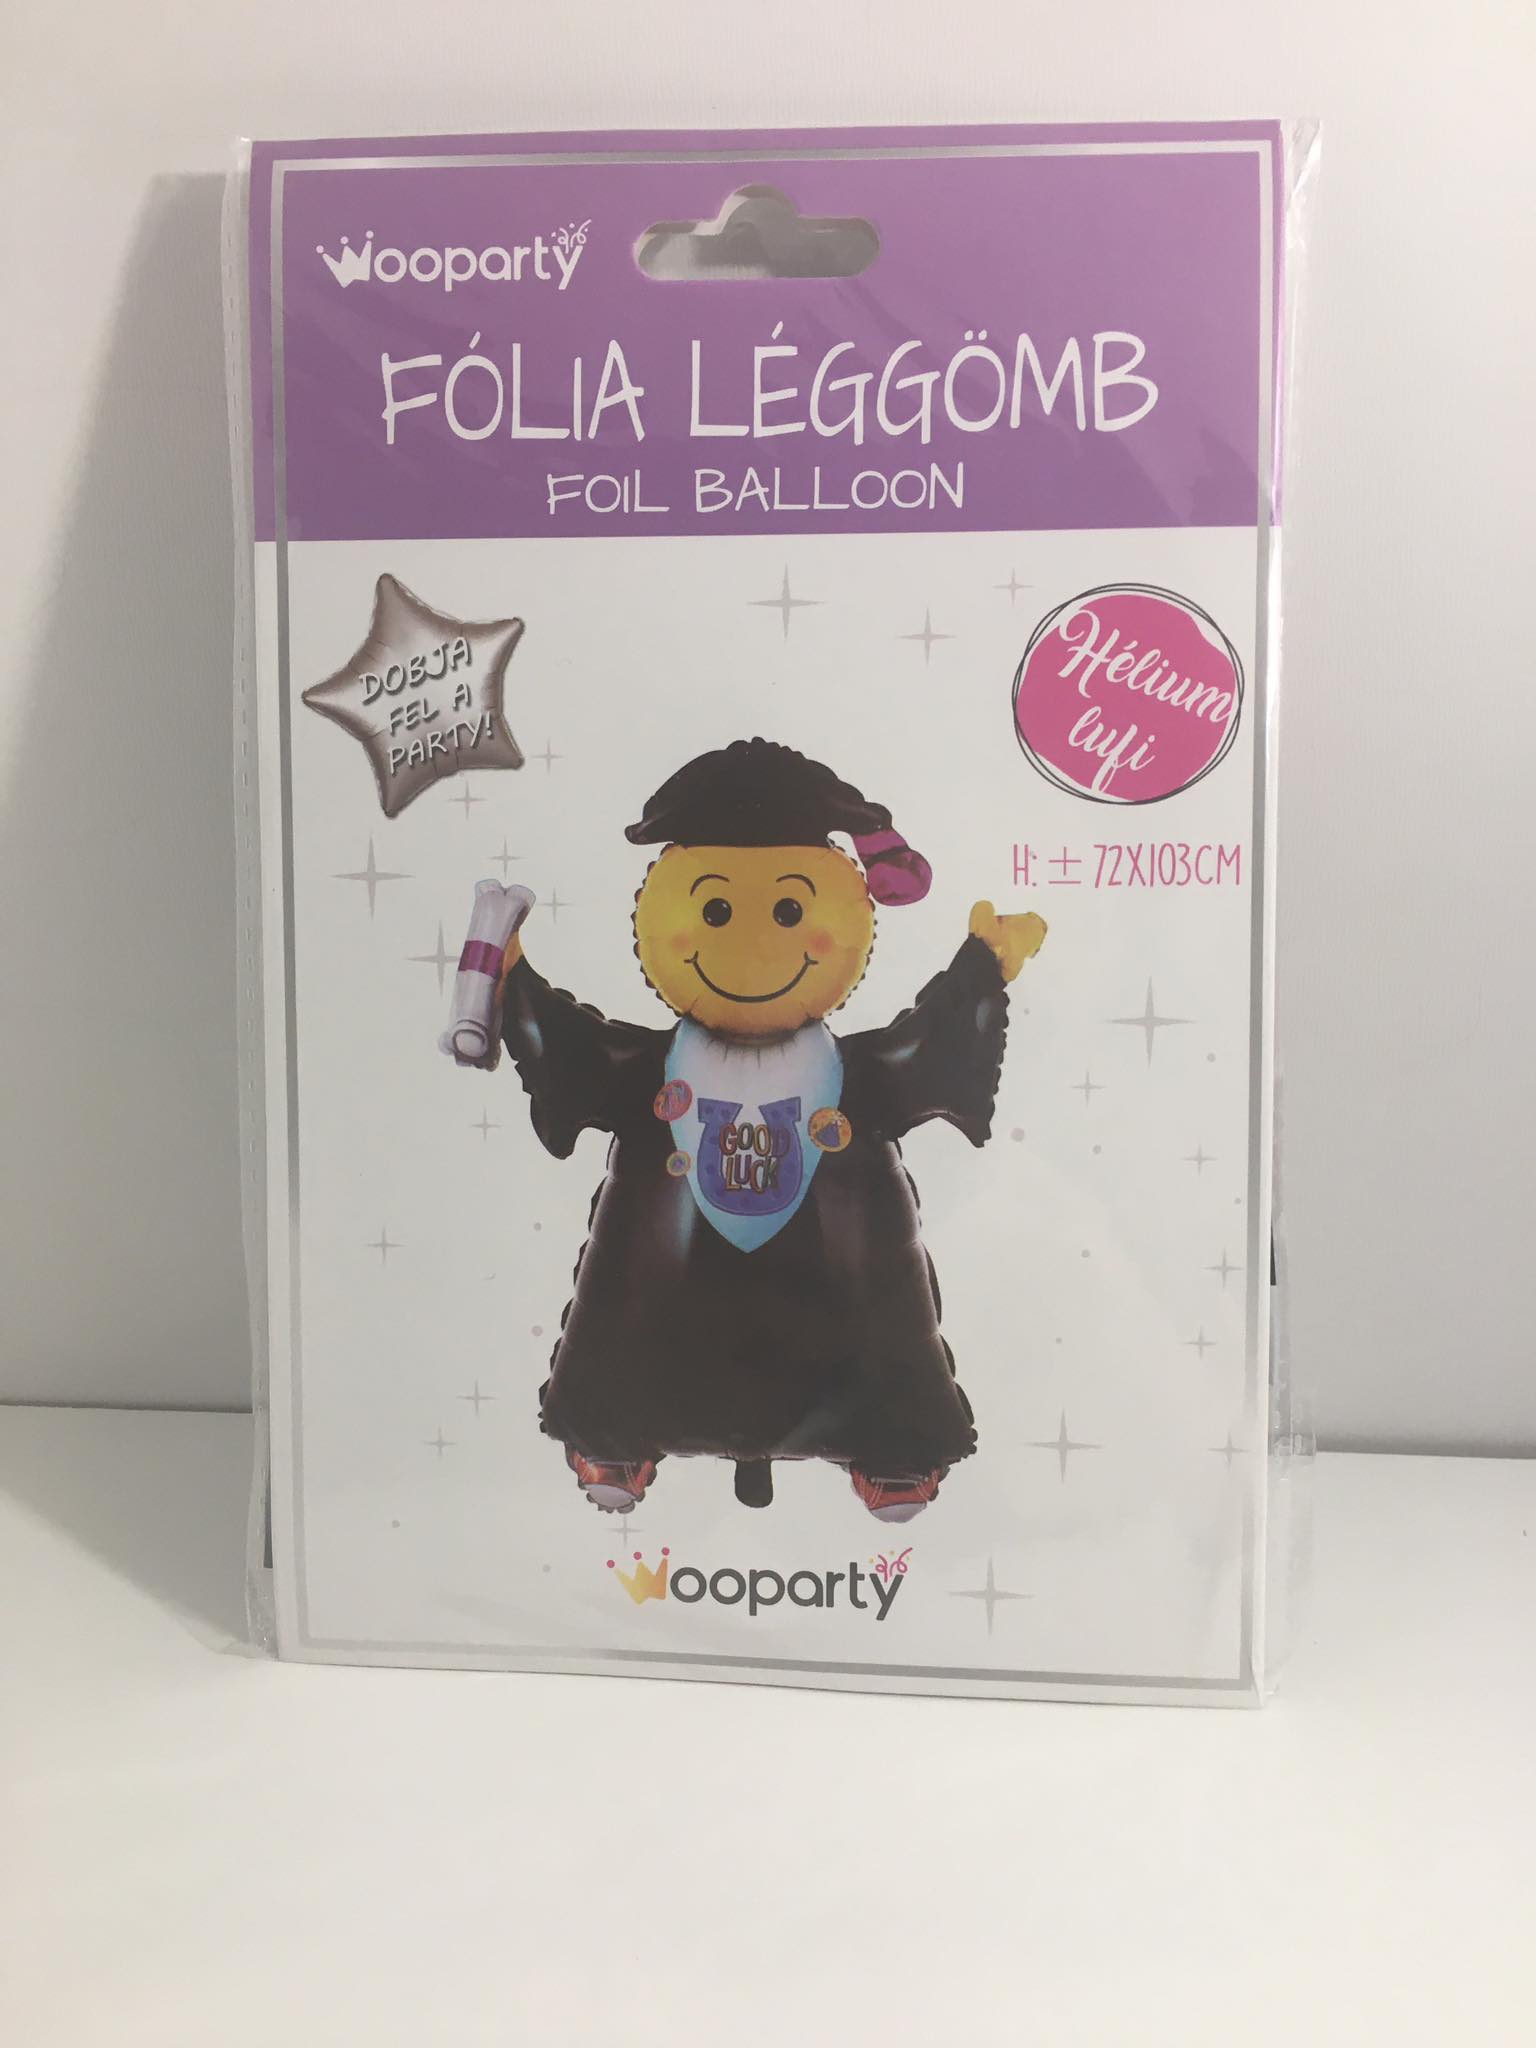 Wooparty
FÓLIA LÉGGÖMB
FOIL BALLOON
DOBJA
FEL A
PARTY!
Hélium
lufi
H: ± 72X103CM
GOOD
LUCK
Wooparty